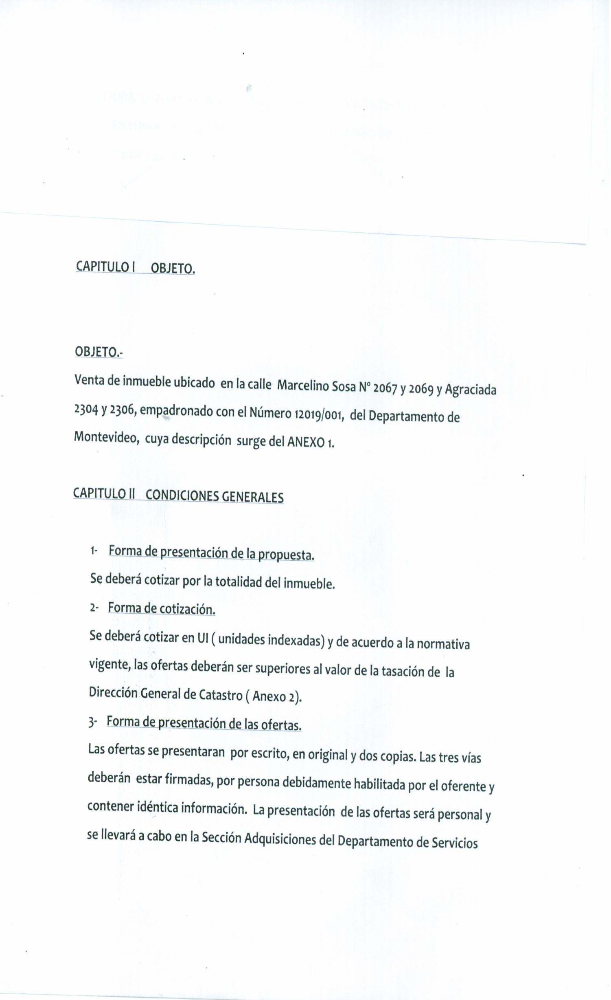 CAPITULO I OBJETO.
OBJETO.-
Venta de inmueble ubicado en la calle Marcelino Sosa Nº 2067 y 2069 y Agraciada
2304 y 2306, empadronado con el Número 12019/001, del Departamento de
Montevideo, cuya descripción surge del ANEXO 1.
CAPITULO II CONDICIONES GENERALES
1- Forma de presentación de la propuesta.
Se deberá cotizar por la totalidad del inmueble.
2- Forma de cotización.
Se deberá cotizar en UI ( unidades indexadas) y de acuerdo a la normativa
vigente, las ofertas deberán ser superiores al valor de la tasación de la
Dirección General de Catastro ( Anexo 2).
3- Forma de presentación de las ofertas.
Las ofertas se presentaran por escrito, en original y dos copias. Las tres vías
deberán estar firmadas, por persona debidamente habilitada por el oferente y
contener idéntica información. La presentación de las ofertas será personal y
se llevará a cabo en la Sección Adquisiciones del Departamento de Servicios